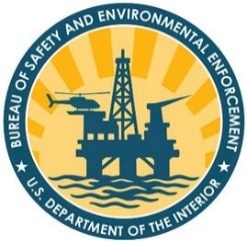 BUREAU OF SAFETY AND ENVIRONMENTAL ENFORCEMENT
U.S. DEPARTMENT OF THE INTERIOR